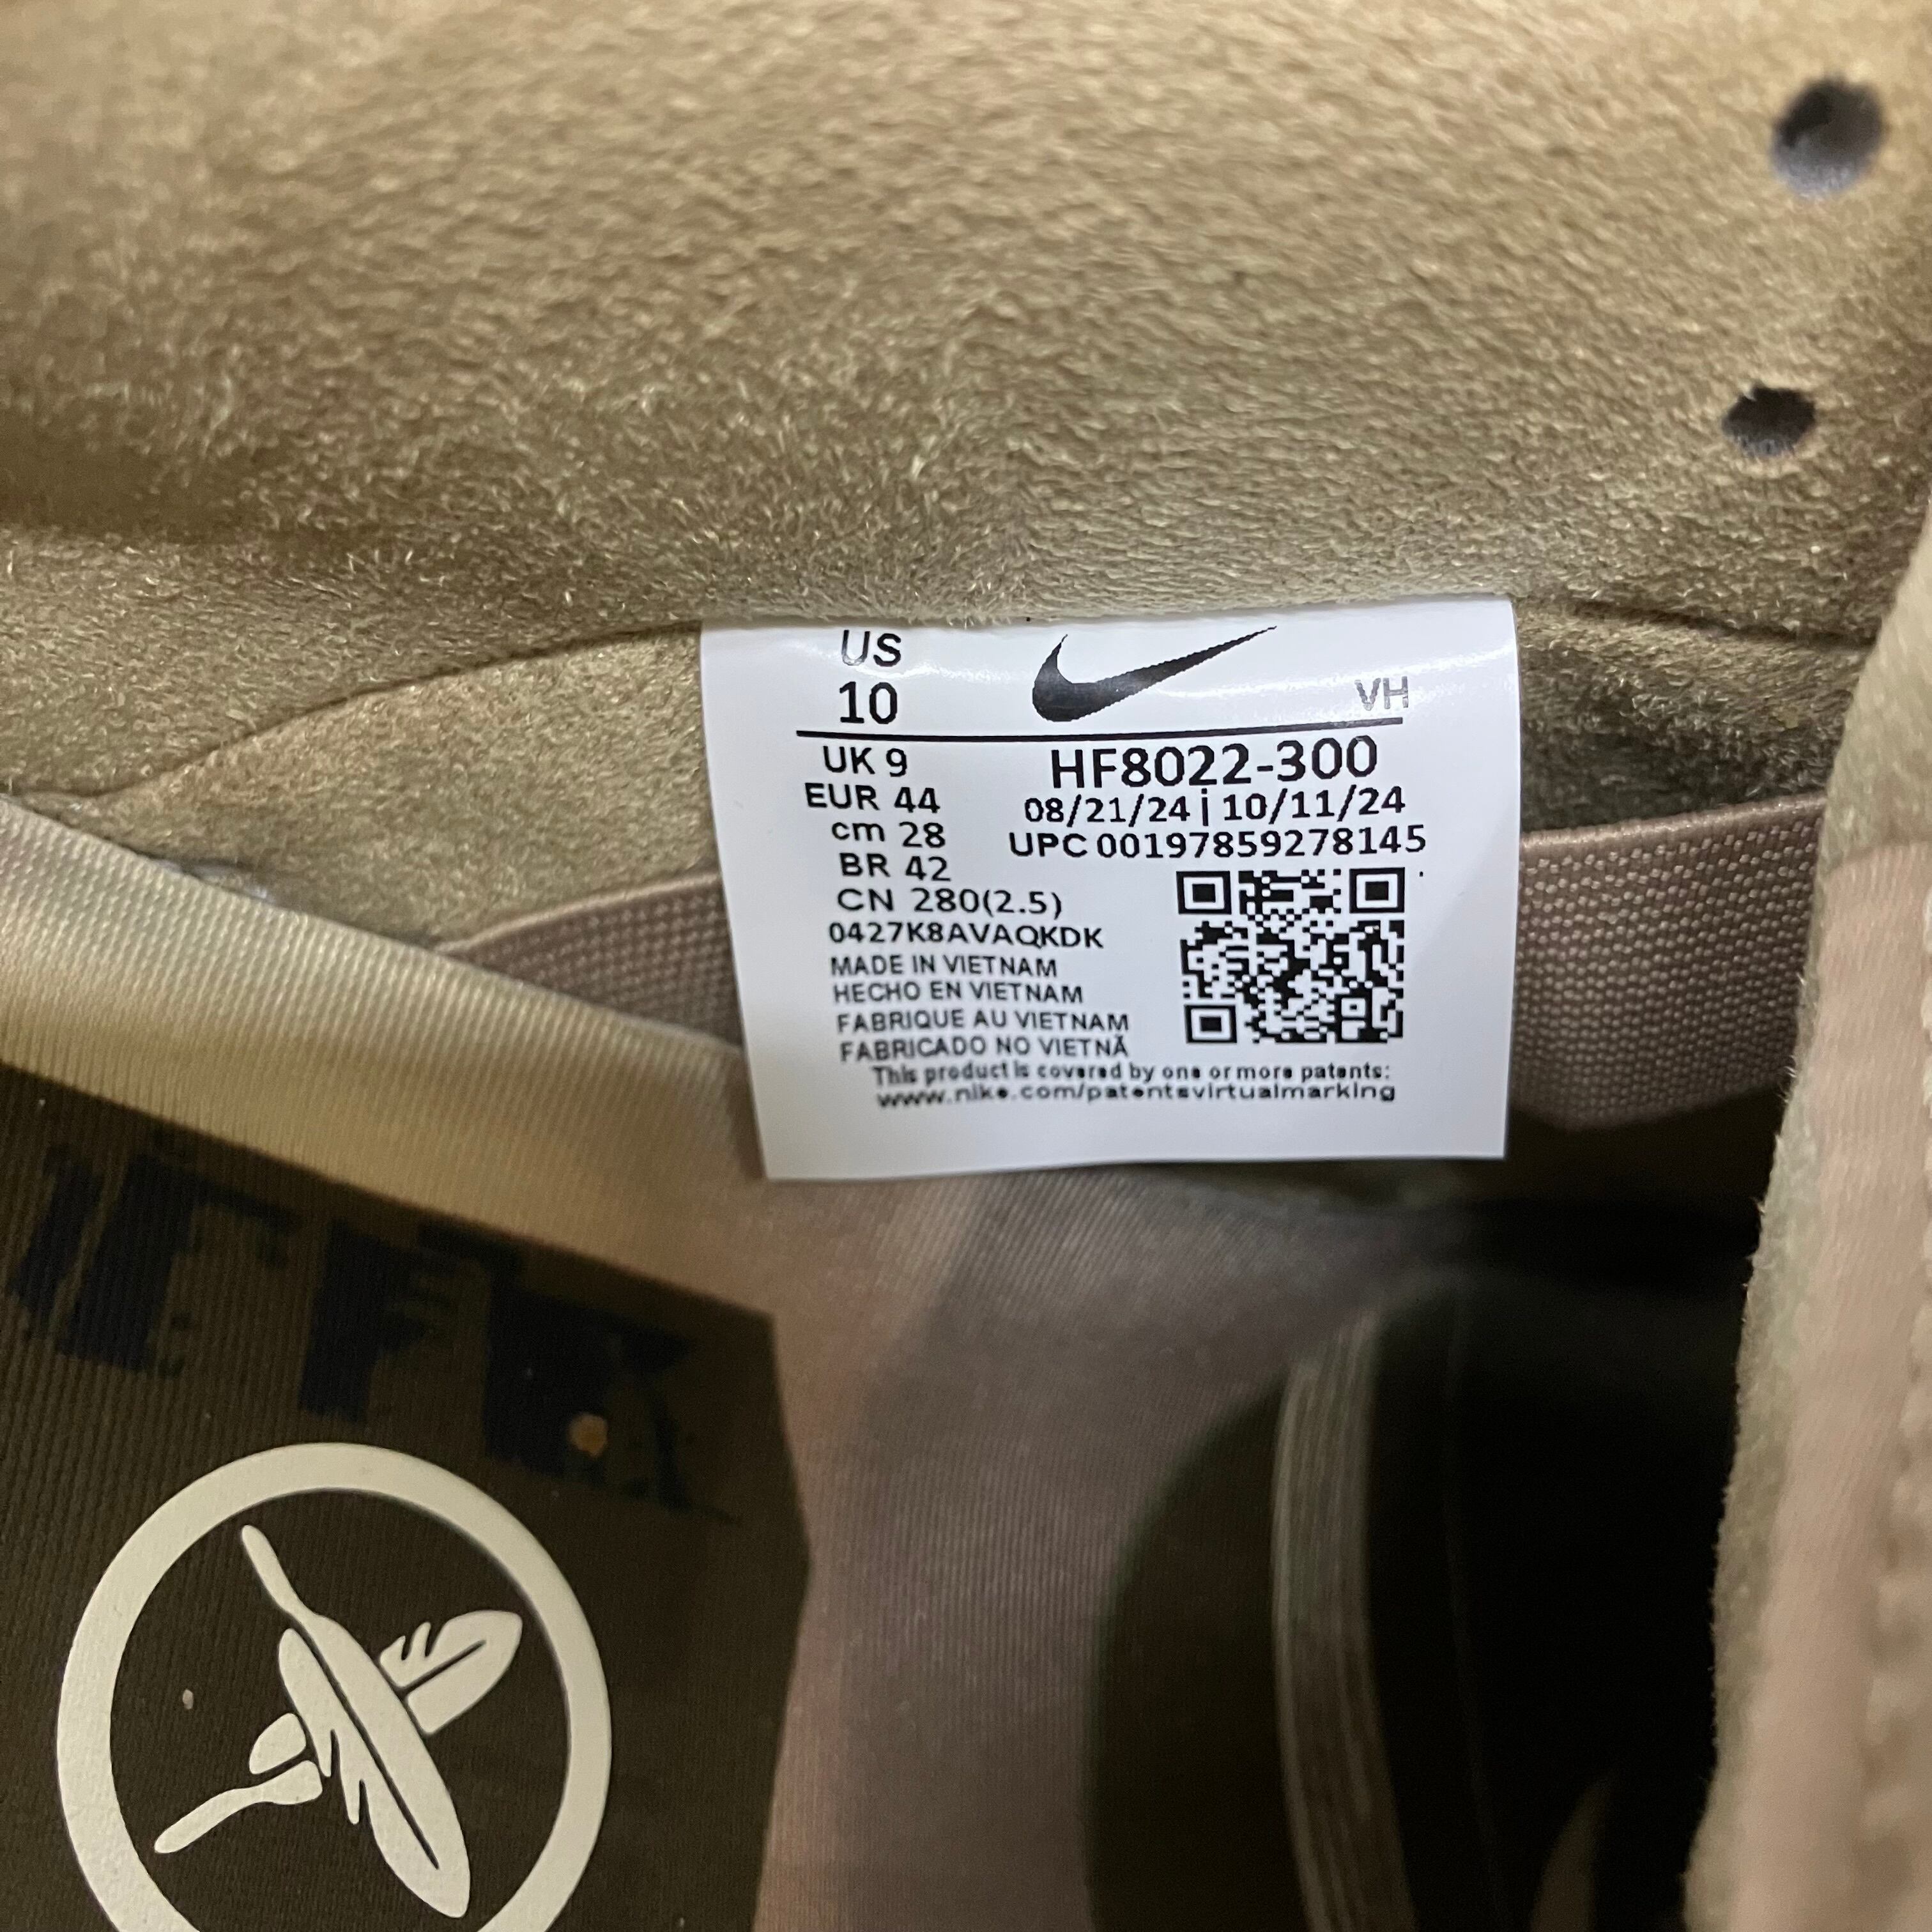 US
10
VH
UK 9
EUR 44
cm 28
BR 42
CN 280(2.5)
HF8022-300
08/21/24 | 10/11/24
UPC 00197859278145
0427K8AVAQKDK
MADE IN VIETNAM
HECHO EN VIETNAM
FABRIQUE AU VIETNAM
FABRICADO NO VIETNÃ
This product is covered by one or more patents:
www.nike.com/patentsvirtualmarking